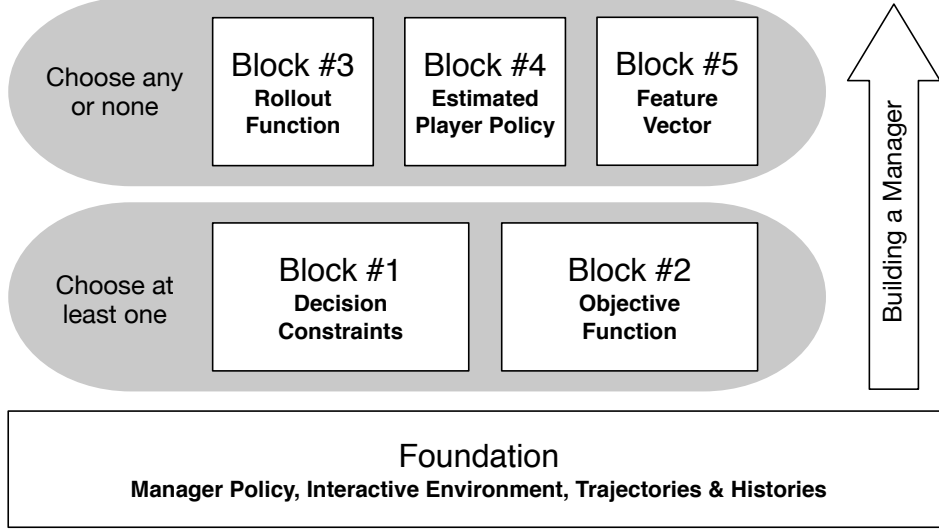 Choose any
or none
Block #3
Rollout
Function
Block #4
Estimated
Player Policy
Block #5
Feature
Vector
Choose at
least one
Block #1
Decision
Constraints
Block #2
Objective
Function
Building a Manager
Foundation
Manager Policy, Interactive Environment, Trajectories & Histories